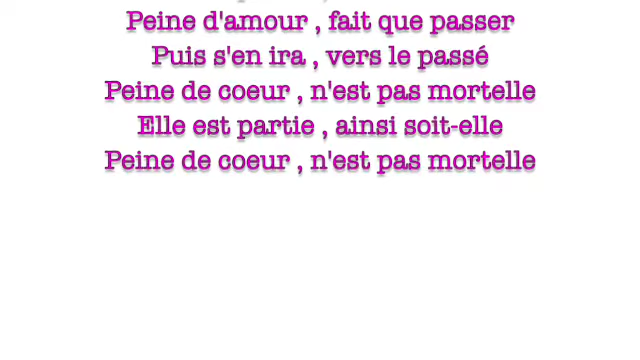 Peine d'amour , fait que passer
Puis s'en ira , vers le passé
Peine de coeur , n'est pas mortelle
Elle est partie , ainsi soit-elle
Peine de coeur , n'est pas mortelle